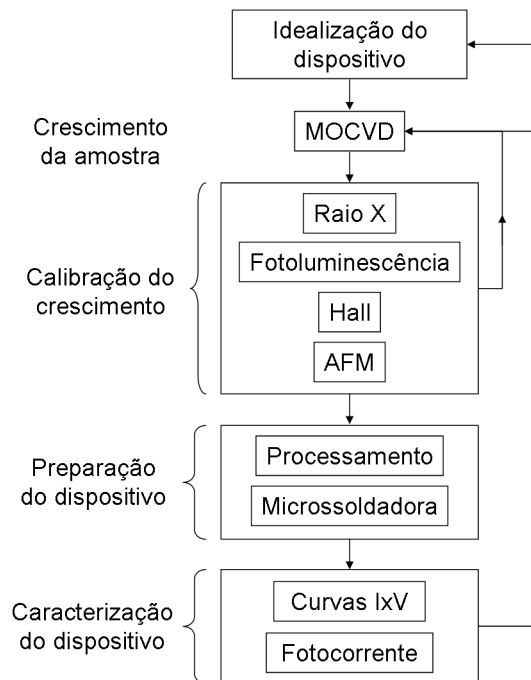 Idealização do
dispositivo
Crescimento
da amostra
MOCVD
Calibração do
crescimento
Raio X
Fotoluminescência
Hall
AFM
Preparação
do dispositivo
Processamento
Microssoldadora
Caracterização
do dispositivo
Curvas IxV
Fotocorrente